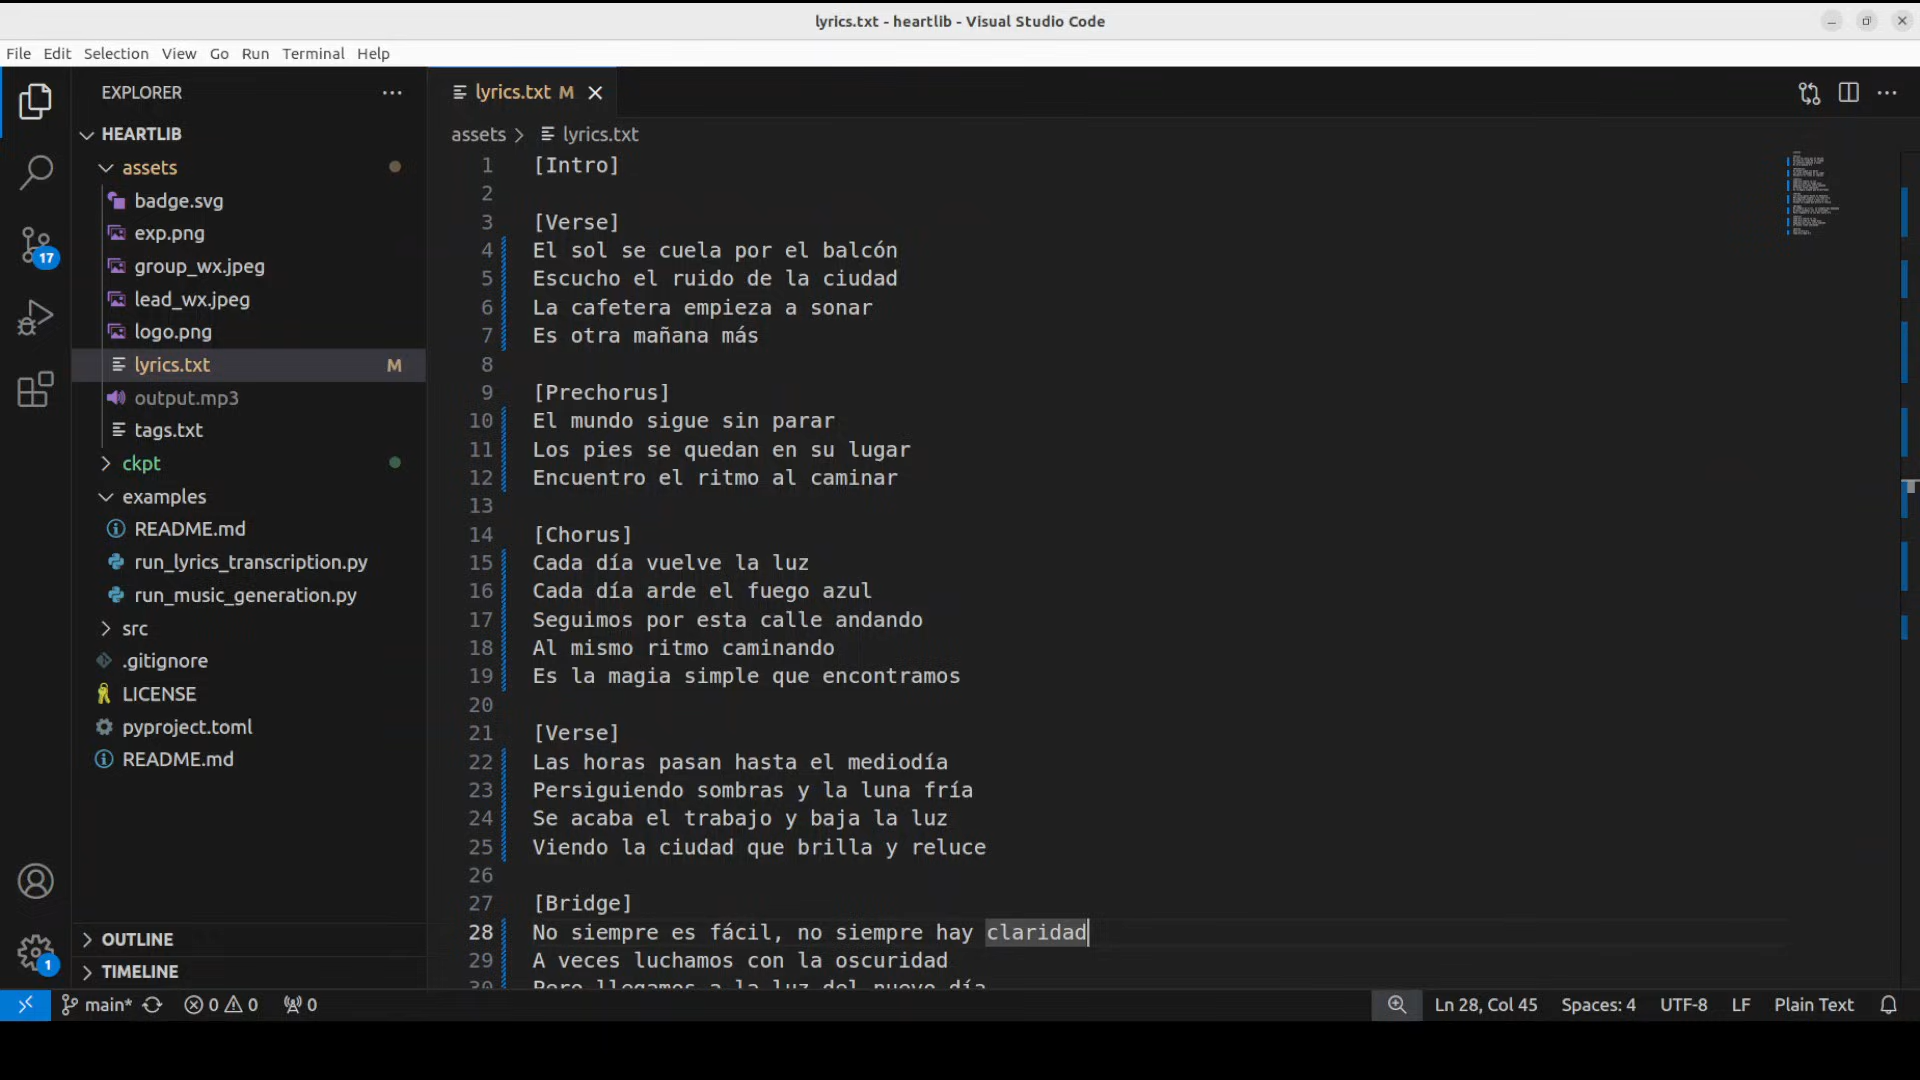 lyrics.txt - heartlib - Visual Studio Code
File Edit Selection View Go Run Terminal Help
EXPLORER
HEARTLIB
assets
badge.svg
exp.png
group_wx.jpeg
lead_wx.jpeg
logo.png
lyrics.txt M
output.mp3
tags.txt
ckpt
examples
README.md
run_lyrics_transcription.py
run_music_generation.py
src
.gitignore
LICENSE
pyproject.toml
README.md
OUTLINE
TIMELINE
17
1
lyrics.txt M
assets > lyrics.txt
1 [Intro]
2
3 [Verse]
4 El sol se cuela por el balcón
5 Escucho el ruido de la ciudad
6 La cafetera empieza a sonar
7 Es otra mañana más
8
9 [Prechorus]
10 El mundo sigue sin parar
11 Los pies se quedan en su lugar
12 Encuentro el ritmo al caminar
13
14 [Chorus]
15 Cada día vuelve la luz
16 Cada día arde el fuego azul
17 Seguimos por esta calle andando
18 Al mismo ritmo caminando
19 Es la magia simple que encontramos
20
21 [Verse]
22 Las horas pasan hasta el mediodía
23 Persiguiendo sombras y la luna fría
24 Se acaba el trabajo y baja la luz
25 Viendo la ciudad que brilla y reluce
26
27 [Bridge]
28 No siempre es fácil, no siempre hay claridad
29 A veces luchamos con la oscuridad
30 Pero llegamos a la luz del nuevo día
main* 0 0 0
Ln 28, Col 45 Spaces: 4 UTF-8 LF Plain Text